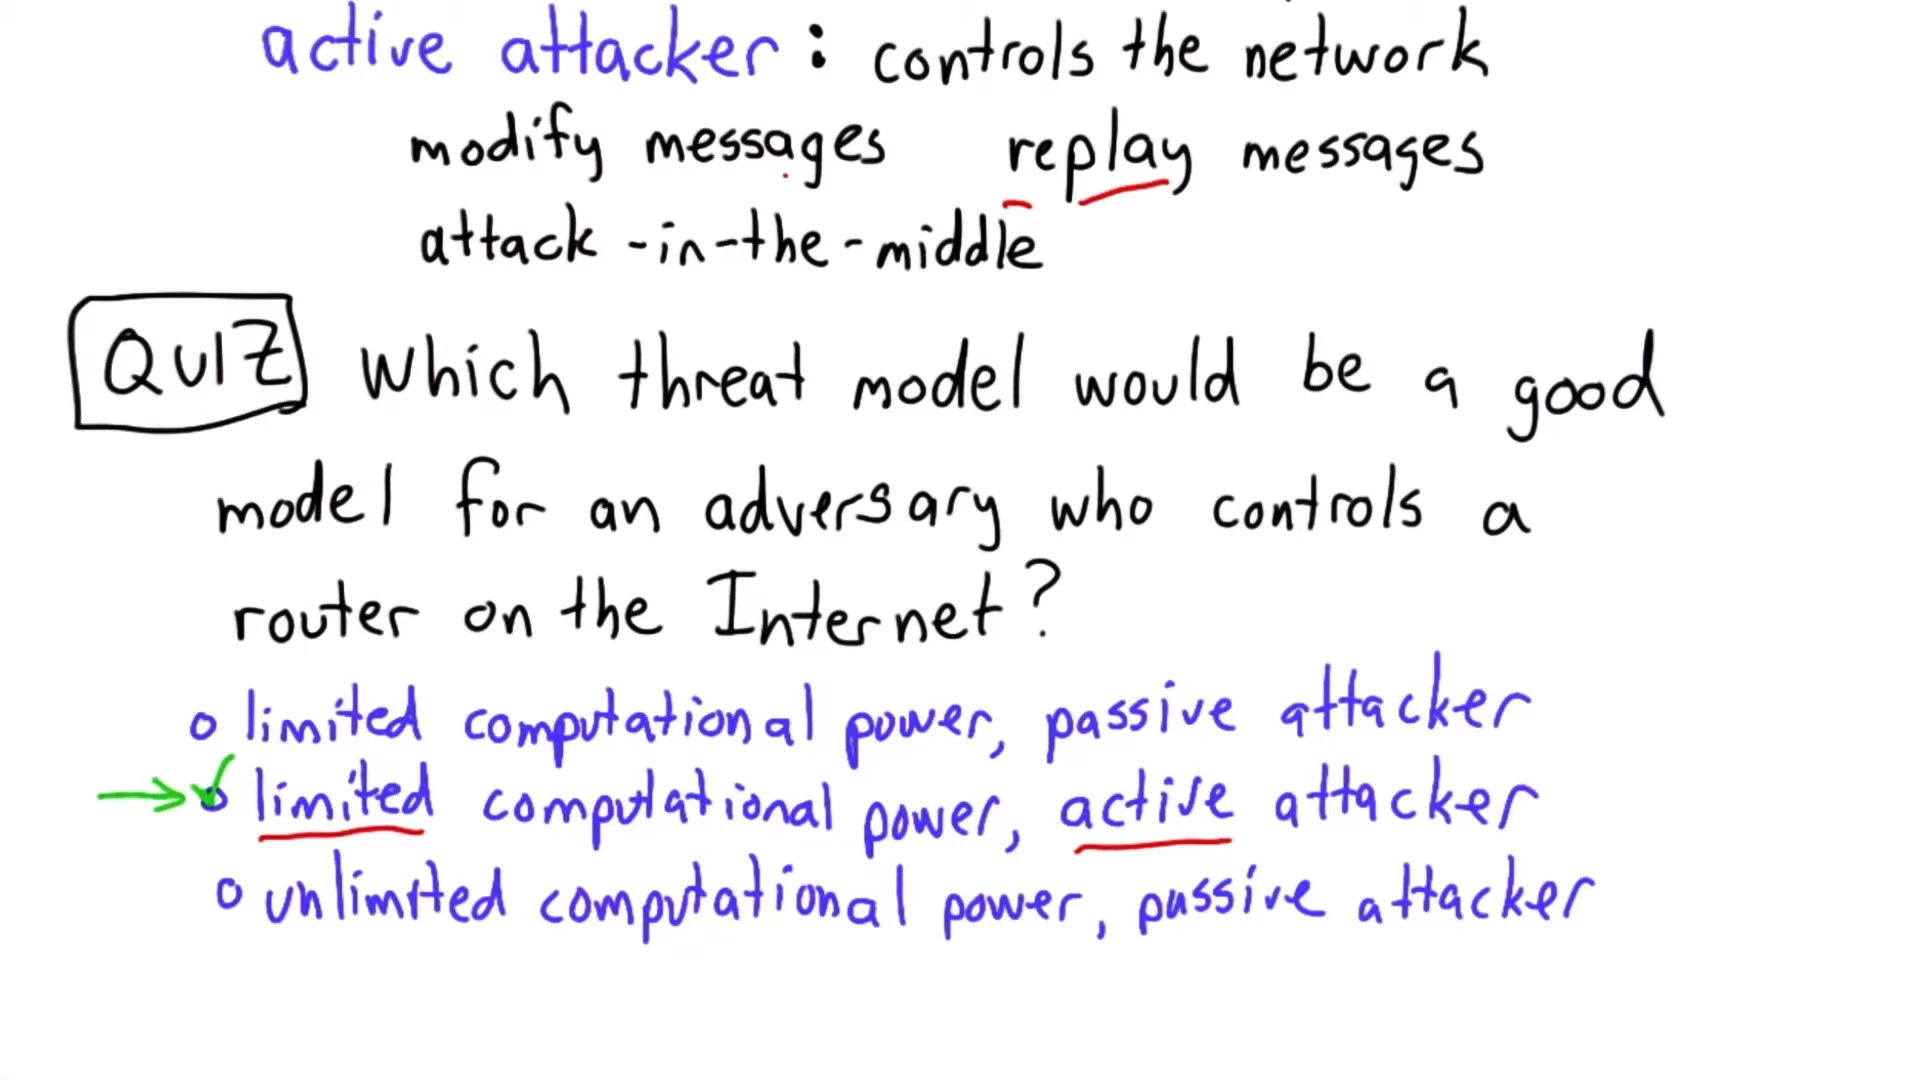 active attacker : controls the network
modify messages replay messages
attack-in-the-middle
QUIZ Which threat model would be a good
model for an adversary who controls a
router on the Internet?
o limited computational power, passive attacker
→ ✓ o limited computational power, active attacker
o unlimited computational power, passive attacker